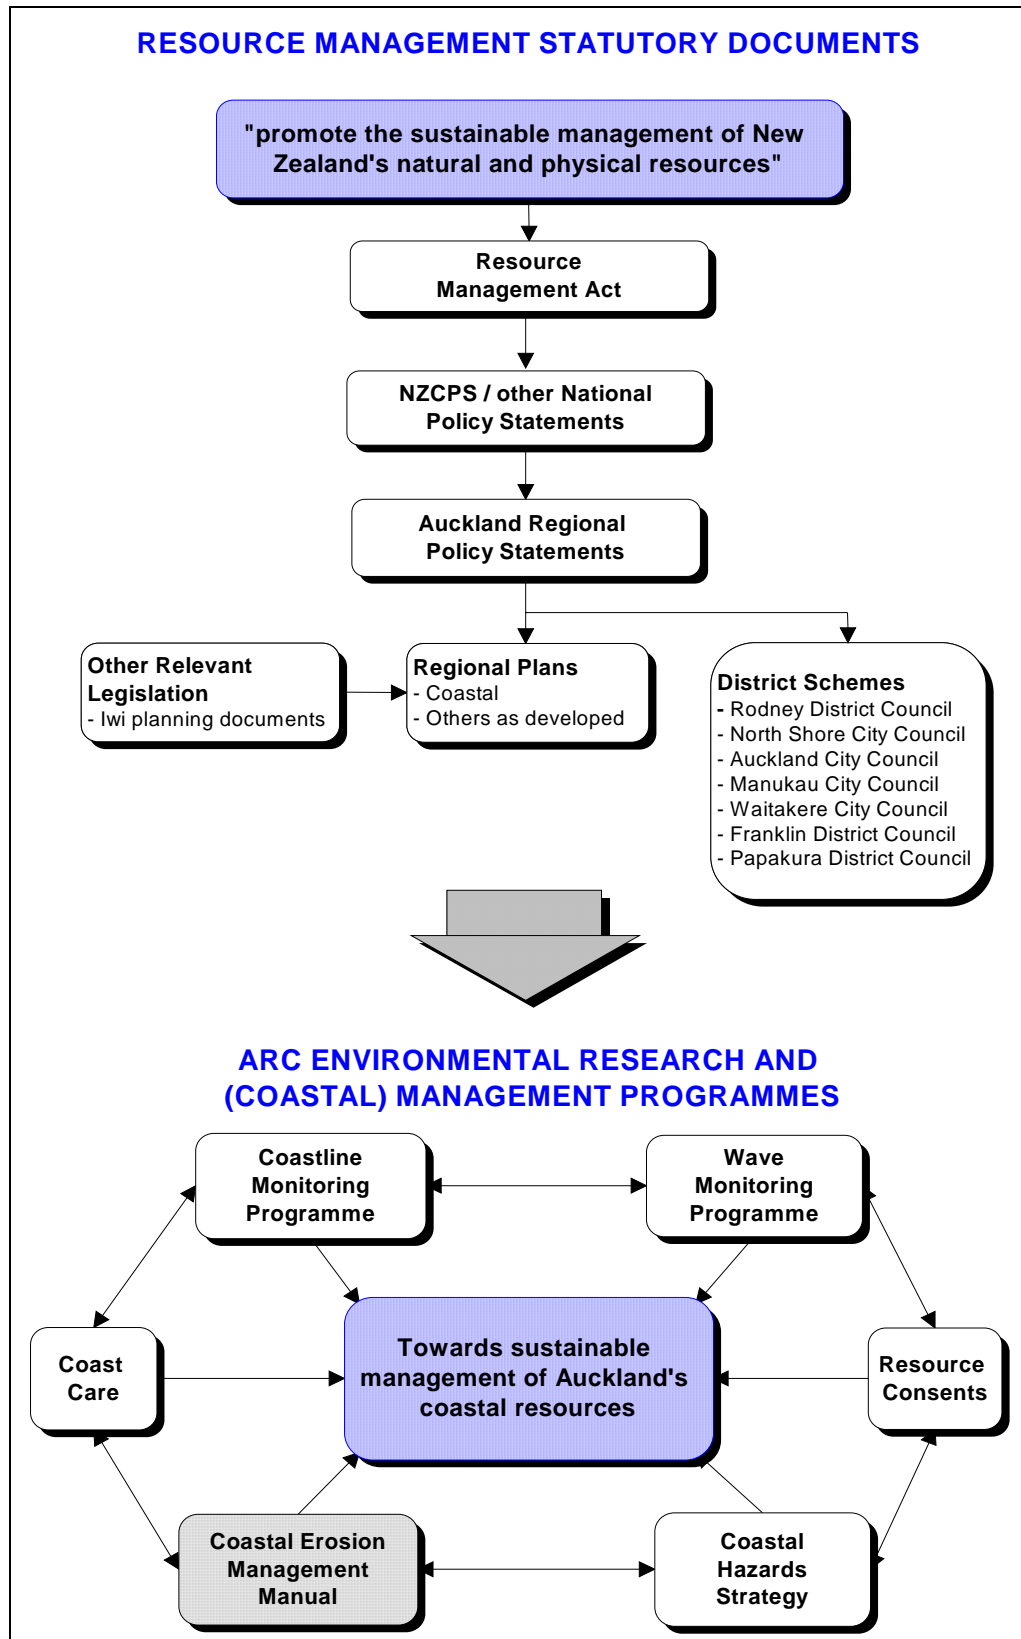 RESOURCE MANAGEMENT STATUTORY DOCUMENTS
"promote the sustainable management of New
Zealand's natural and physical resources"
Resource
Management Act
NZCPS / other National
Policy Statements
Auckland Regional
Policy Statements
Other Relevant
Legislation
- Iwi planning documents
Regional Plans
- Coastal
- Others as developed
District Schemes
- Rodney District Council
- North Shore City Council
- Auckland City Council
- Manukau City Council
- Waitakere City Council
- Franklin District Council
- Papakura District Council
ARC ENVIRONMENTAL RESEARCH AND
(COASTAL) MANAGEMENT PROGRAMMES
Coastline
Monitoring
Programme
Wave
Monitoring
Programme
Coast
Care
Towards sustainable
management of Auckland's
coastal resources
Resource
Consents
Coastal Erosion
Management
Manual
Coastal
Hazards
Strategy